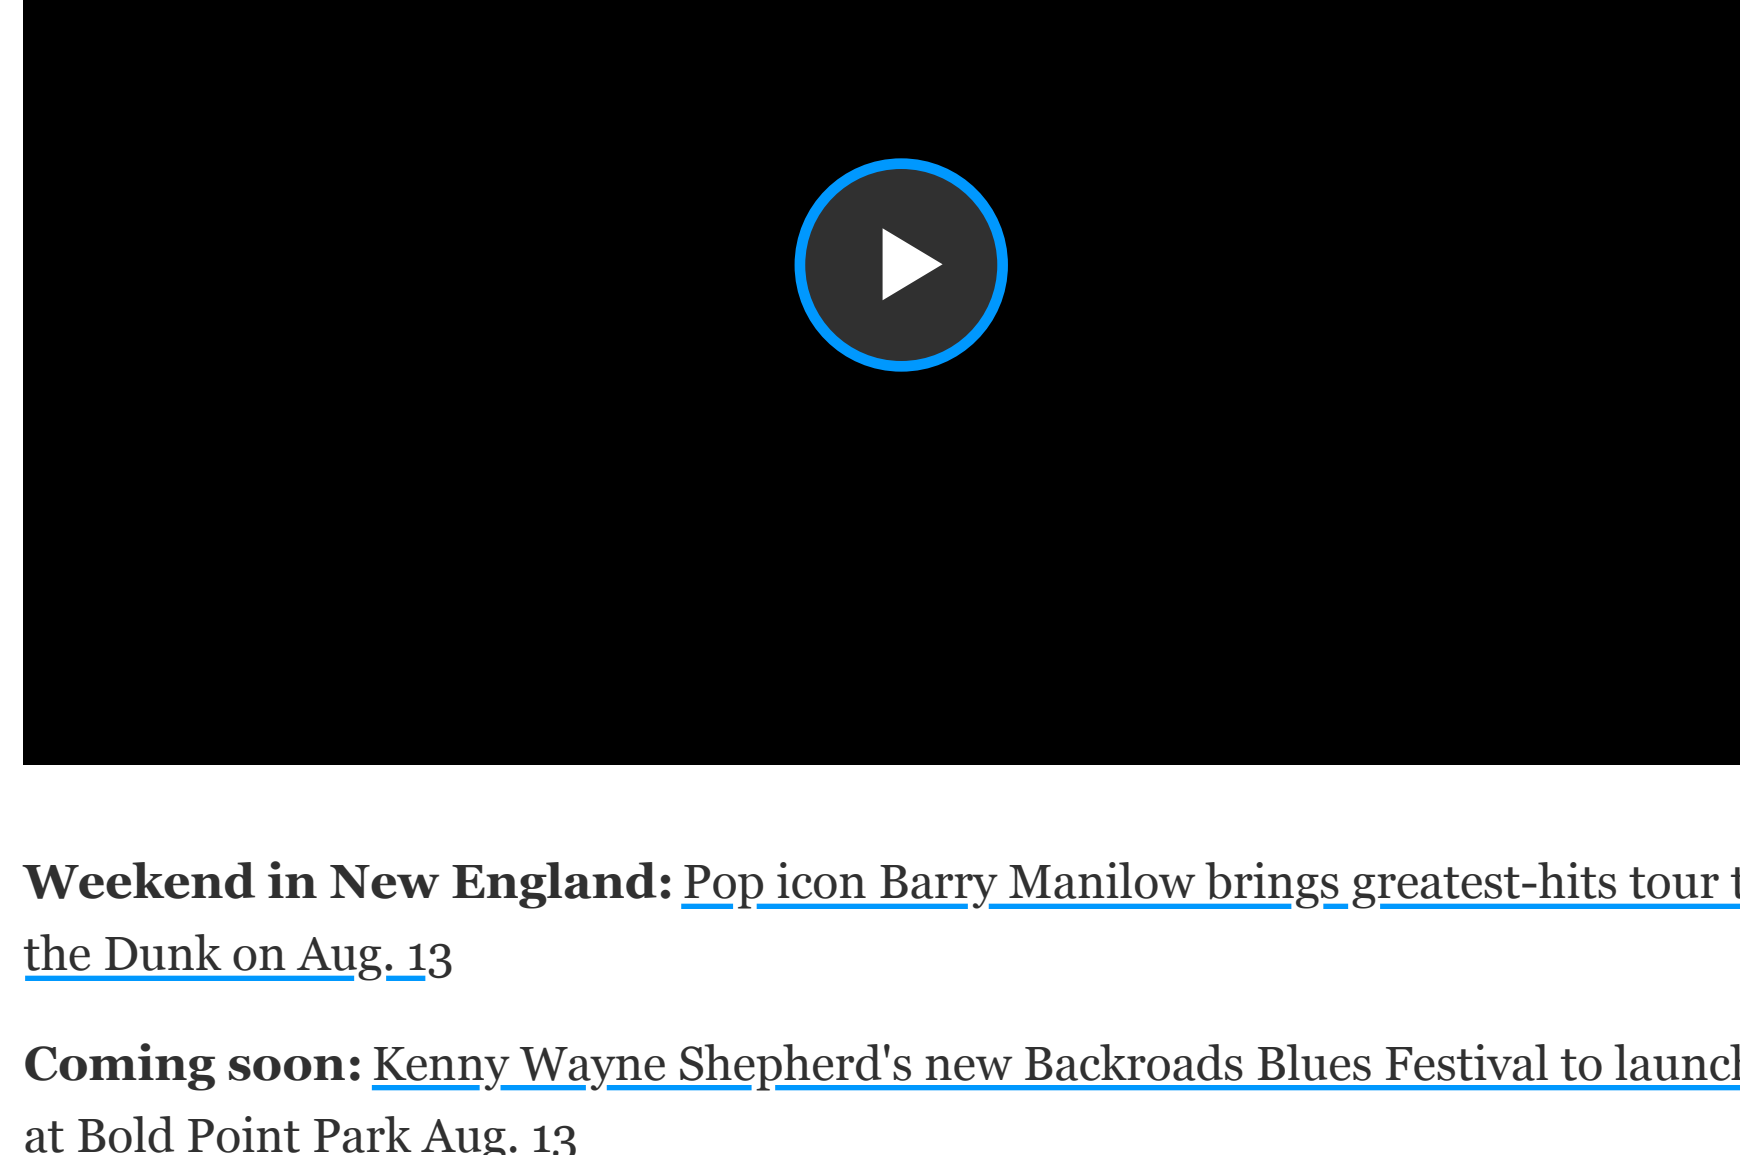 Weekend in New England: Pop icon Barry Manilow brings greatest-hits tour t
the Dunk on Aug. 13
Coming soon: Kenny Wayne Shepherd's new Backroads Blues Festival to launch
at Bold Point Park Aug. 13